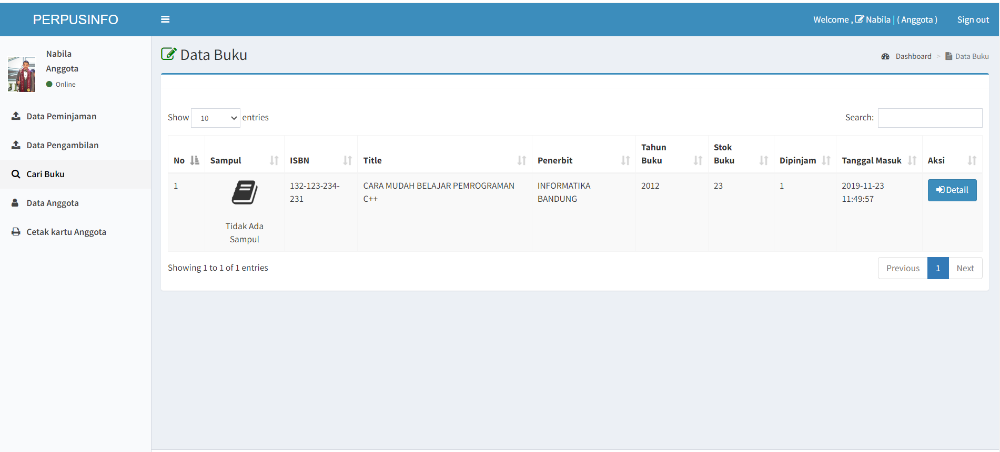 PERPUSINFO
Welcome , Nabila | ( Anggota ) Sign out
Nabila
Anggota
Online
Data Peminjaman
Data Pengambilan
Cari Buku
Data Anggota
Cetak kartu Anggota
Data Buku
Dashboard > Data Buku
Show 10 entries
Search:
No Sampul ISBN Title Penerbit Tahun Buku Stok Buku Dipinjam Tanggal Masuk Aksi
1 Tidak Ada Sampul 132-123-234-231 CARA MUDAH BELAJAR PEMROGRAMAN C++ INFORMATIKA BANDUNG 2012 23 1 2019-11-23 11:49:57 Detail
Showing 1 to 1 of 1 entries
Previous 1 Next